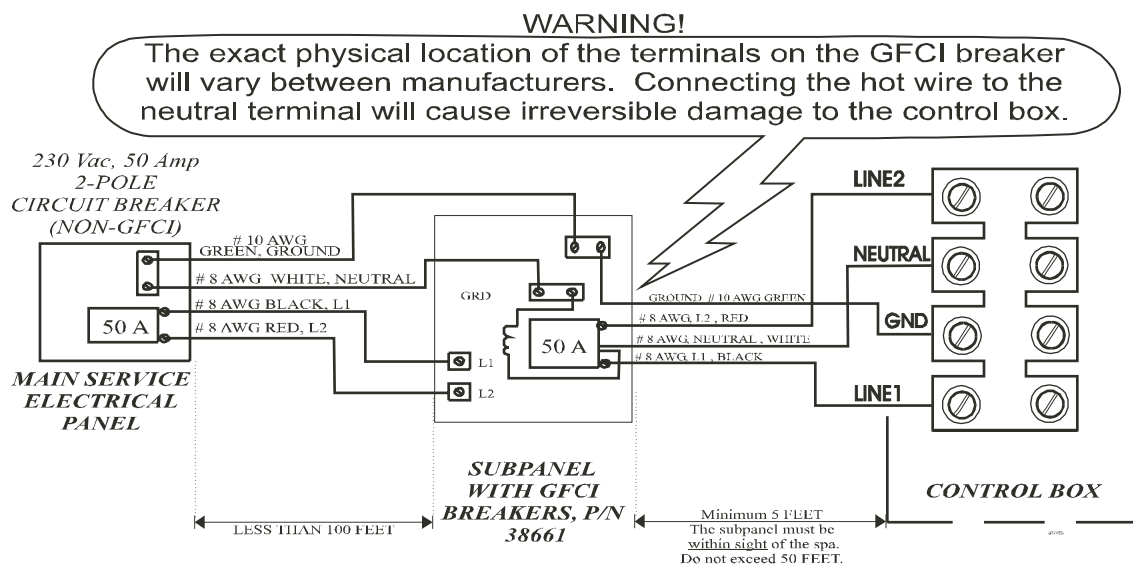 WARNING!
The exact physical location of the terminals on the GFCI breaker
will vary between manufacturers. Connecting the hot wire to the
neutral terminal will cause irreversible damage to the control box.
230 Vac, 50 Amp
2-POLE
CIRCUIT BREAKER
(NON-GFCI)
# 10 AWG
GREEN, GROUND
# 8 AWG WHITE, NEUTRAL
# 8 AWG BLACK, L1
# 8 AWG RED, L2
50 A
MAIN SERVICE
ELECTRICAL
PANEL
GRD
L1
L2
50 A
GROUND # 10 AWG GREEN
# 8 AWG, L2 , RED
# 8 AWG, NEUTRAL , WHITE
# 8 AWG, L1 , BLACK
LINE2
NEUTRAL
GND
LINE1
SUBPANEL
WITH GFCI
BREAKERS, P/N
38661
CONTROL BOX
LESS THAN 100 FEET
Minimum 5 FEET
The subpanel must be
within sight of the spa.
Do not exceed 50 FEET.